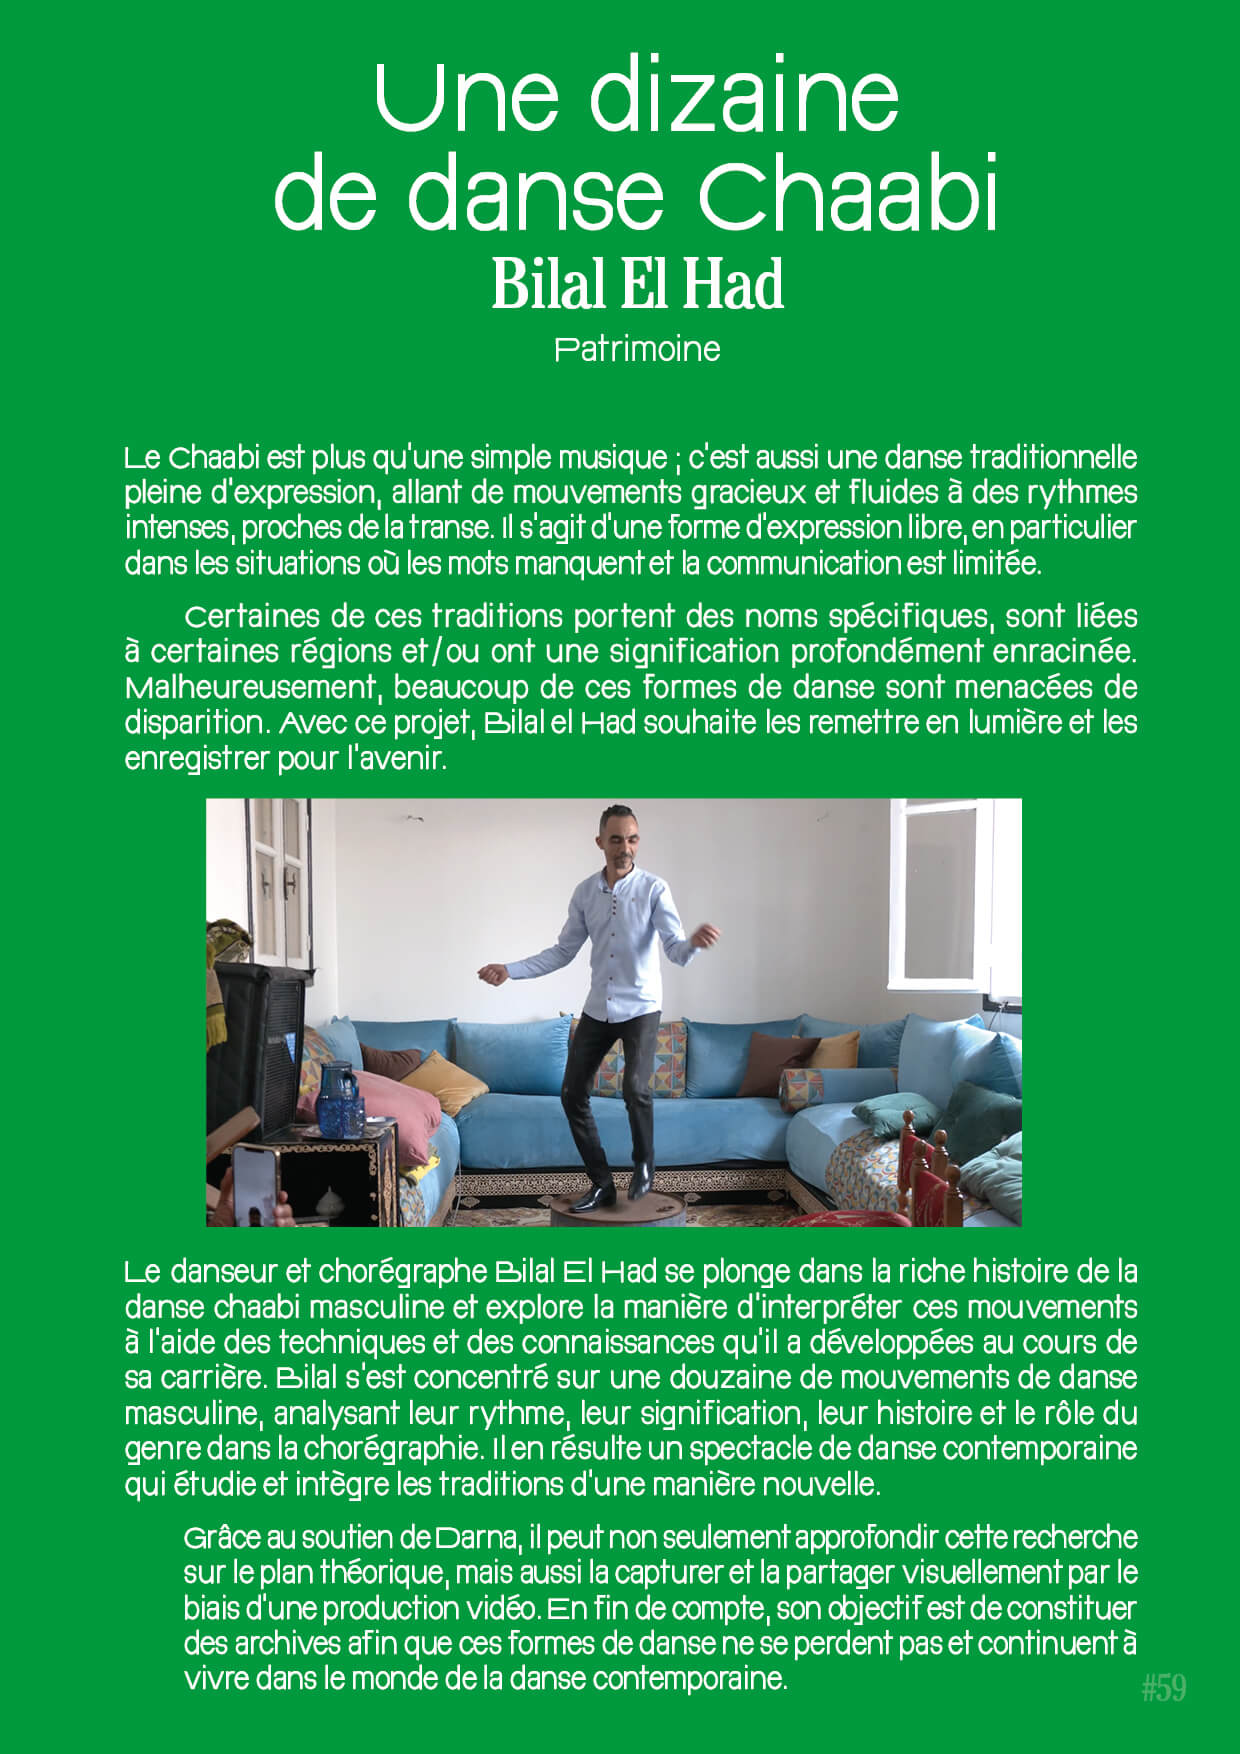 Une dizaine
de danse Chaabi
Bilal El Had
Patrimoine
Le Chaabi est plus qu'une simple musique ; c'est aussi une danse traditionnelle
pleine d'expression, allant de mouvements gracieux et fluides à des rythmes
intenses, proches de la transe. Il s'agit d'une forme d'expression libre, en particulier
dans les situations où les mots manquent et la communication est limitée.
Certaines de ces traditions portent des noms spécifiques, sont liées
à certaines régions et/ou ont une signification profondément enracinée.
Malheureusement, beaucoup de ces formes de danse sont menacées de
disparition. Avec ce projet, Bilal el Had souhaite les remettre en lumière et les
enregistrer pour l'avenir.
Le danseur et chorégraphe Bilal El Had se plonge dans la riche histoire de la
danse chaabi masculine et explore la manière d'interpréter ces mouvements
à l'aide des techniques et des connaissances qu'il a développées au cours de
sa carrière. Bilal s'est concentré sur une douzaine de mouvements de danse
masculine, analysant leur rythme, leur signification, leur histoire et le rôle du
genre dans la chorégraphie. Il en résulte un spectacle de danse contemporaine
qui étudie et intègre les traditions d'une manière nouvelle.
Grâce au soutien de Darna, il peut non seulement approfondir cette recherche
sur le plan théorique, mais aussi la capturer et la partager visuellement par le
biais d'une production vidéo. En fin de compte, son objectif est de constituer
des archives afin que ces formes de danse ne se perdent pas et continuent à
vivre dans le monde de la danse contemporaine.
#59